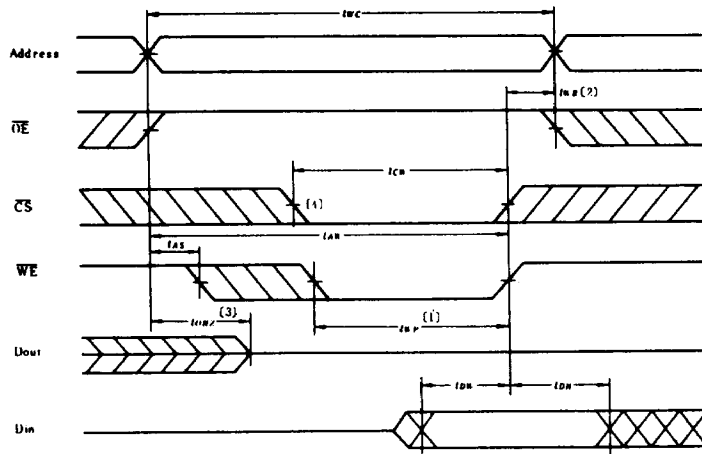 tWC
Address
tWR(2)
OE
tCW
CS
(4)
tAW
tAS
WE
tOHZ(3)
(1)
tWP
Dout
tDW
tDH
Din